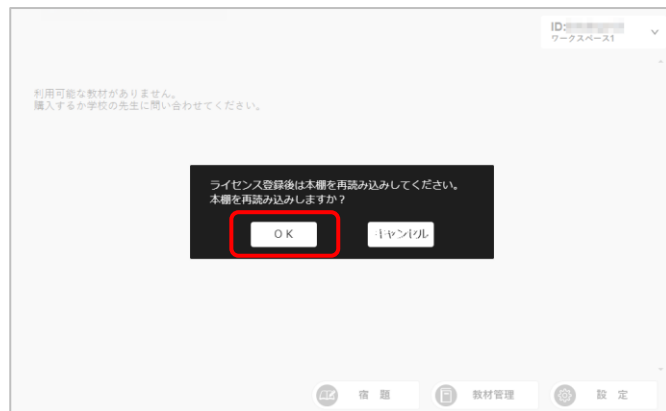 ID:
ワークスペース1
利用可能な教材がありません。
購入するか学校の先生に問い合わせてください。
ライセンス登録後は本棚を再読み込みしてください。
本棚を再読み込みしますか？
OK キャンセル
宿 題 教材管理 設 定